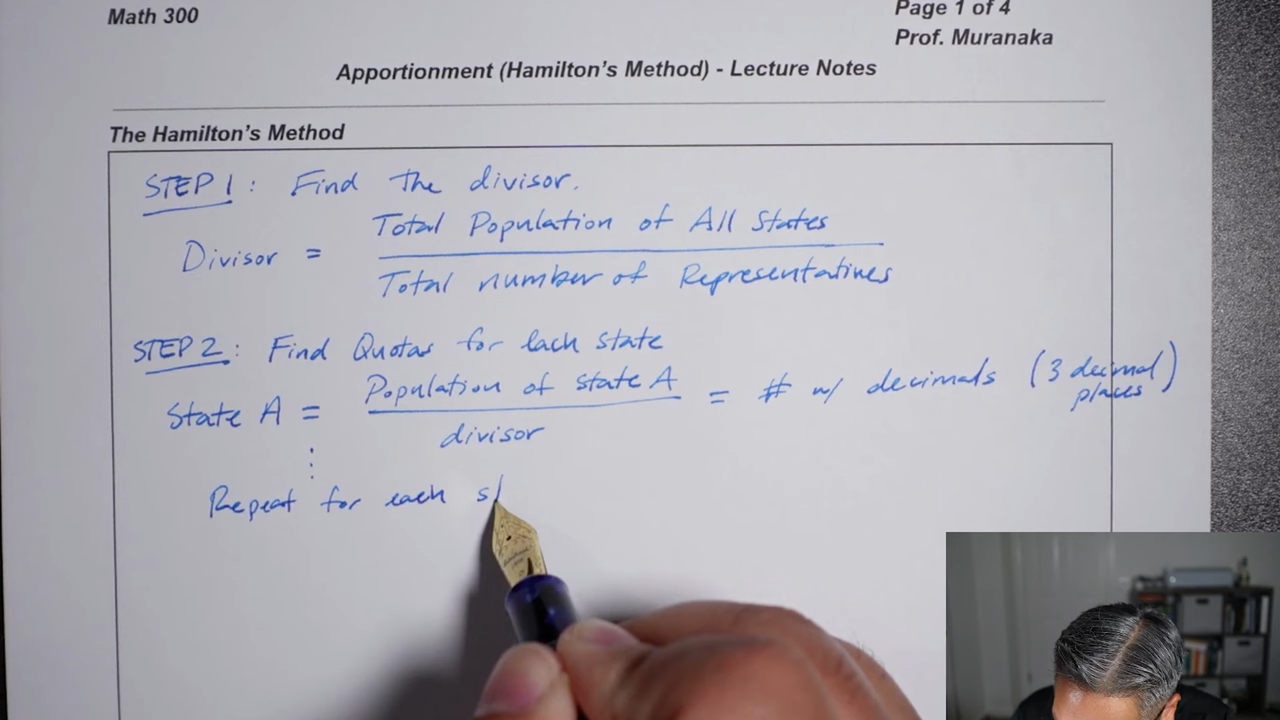 Math 300
Page 1 of 4
Prof. Muranaka
Apportionment (Hamilton's Method) - Lecture Notes
The Hamilton's Method
STEP 1: Find the divisor.
Divisor = Total Population of All States
Total number of Representatives
STEP 2: Find Quotas for each state
State A = Population of state A = # w/ decimals (3 decimal places)
divisor
Repeat for each